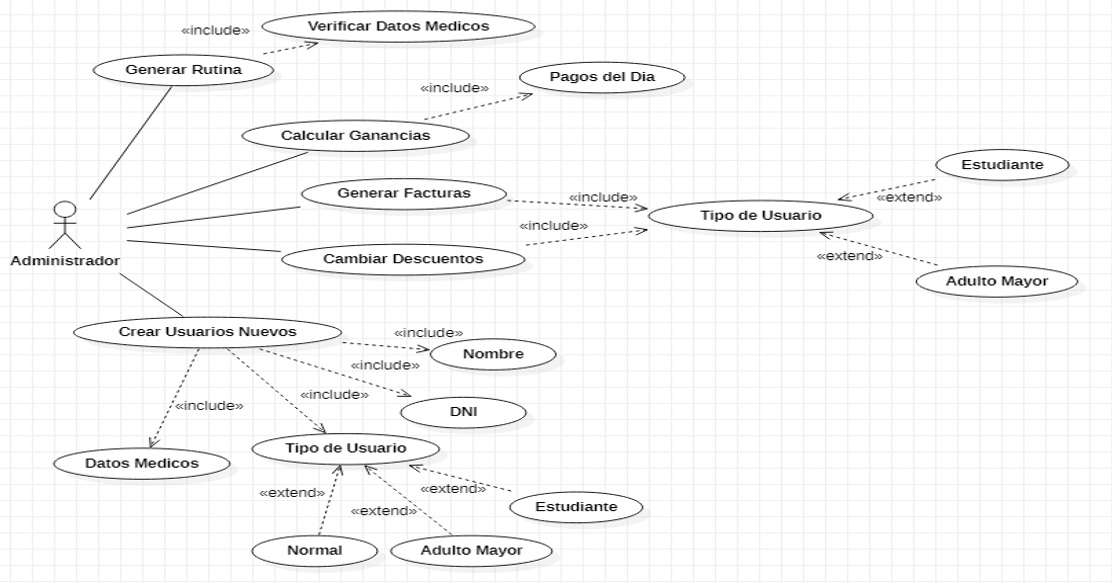 «include»
Verificar Datos Medicos
Generar Rutina
Pagos del Dia
«include»
Calcular Ganancias
Estudiante
Generar Facturas
«include»
«extend»
Tipo de Usuario
«include»
Cambiar Descuentos
«extend»
Adulto Mayor
Administrador
Crear Usuarios Nuevos
«include»
Nombre
«include»
«include»
«include»
DNI
Tipo de Usuario
Datos Medicos
«extend»
«extend»
Estudiante
«extend»
Normal
Adulto Mayor